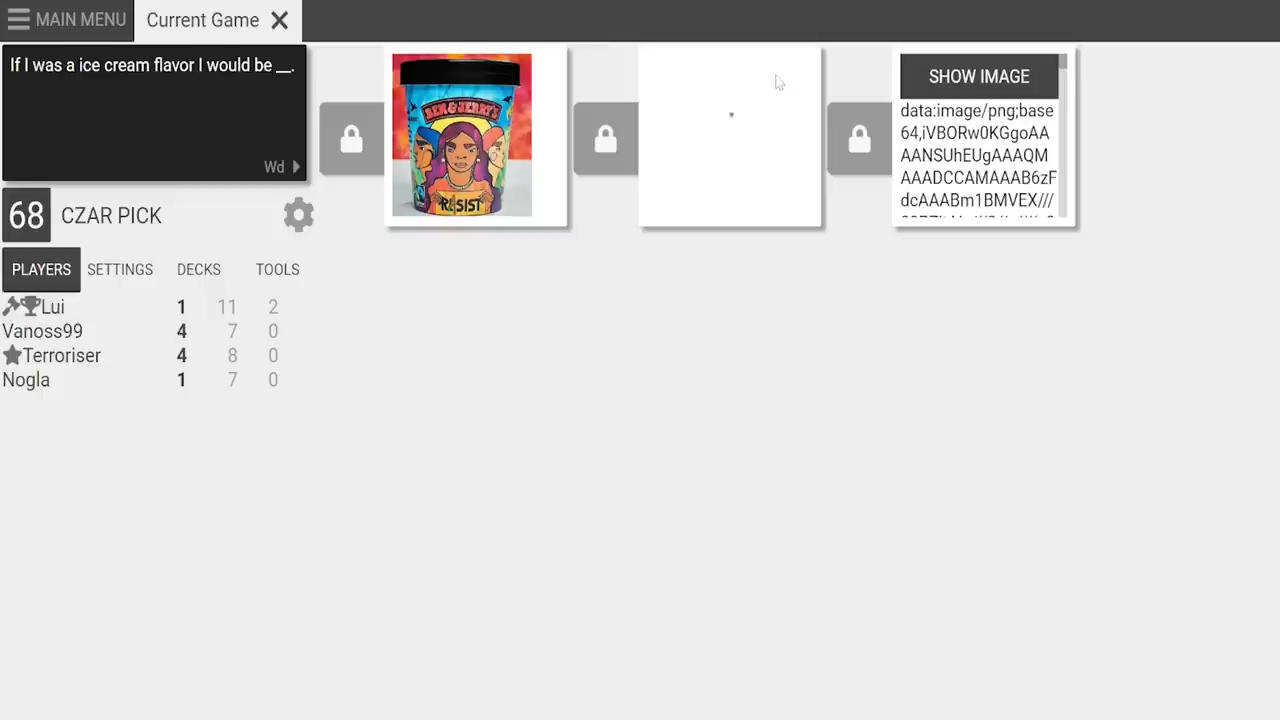 MAIN MENU
Current Game
If I was a ice cream flavor I would be __.
Wd
68
CZAR PICK
PLAYERS
SETTINGS
DECKS
TOOLS
Lui 1 11 2
Vanoss99 4 7 0
Terroriser 4 8 0
Nogla 1 7 0
BEN & JERRY'S
RESIST
SHOW IMAGE
data:image/png;base
64,iVBORw0KGgoAA
AANSUhEUgAAAQM
AAADCCAMAAAB6zF
dcAAABm1BMVEX///